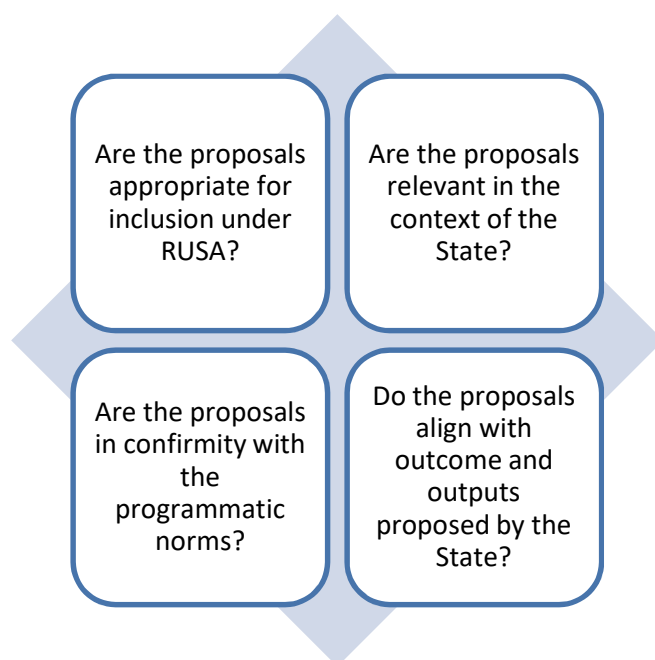 Are the proposals
appropriate for
inclusion under
RUSA?
Are the proposals
relevant in the
context of the
State?
Are the proposals
in confirmity with
the
programmatic
norms?
Do the proposals
align with
outcome and
outputs
proposed by the
State?